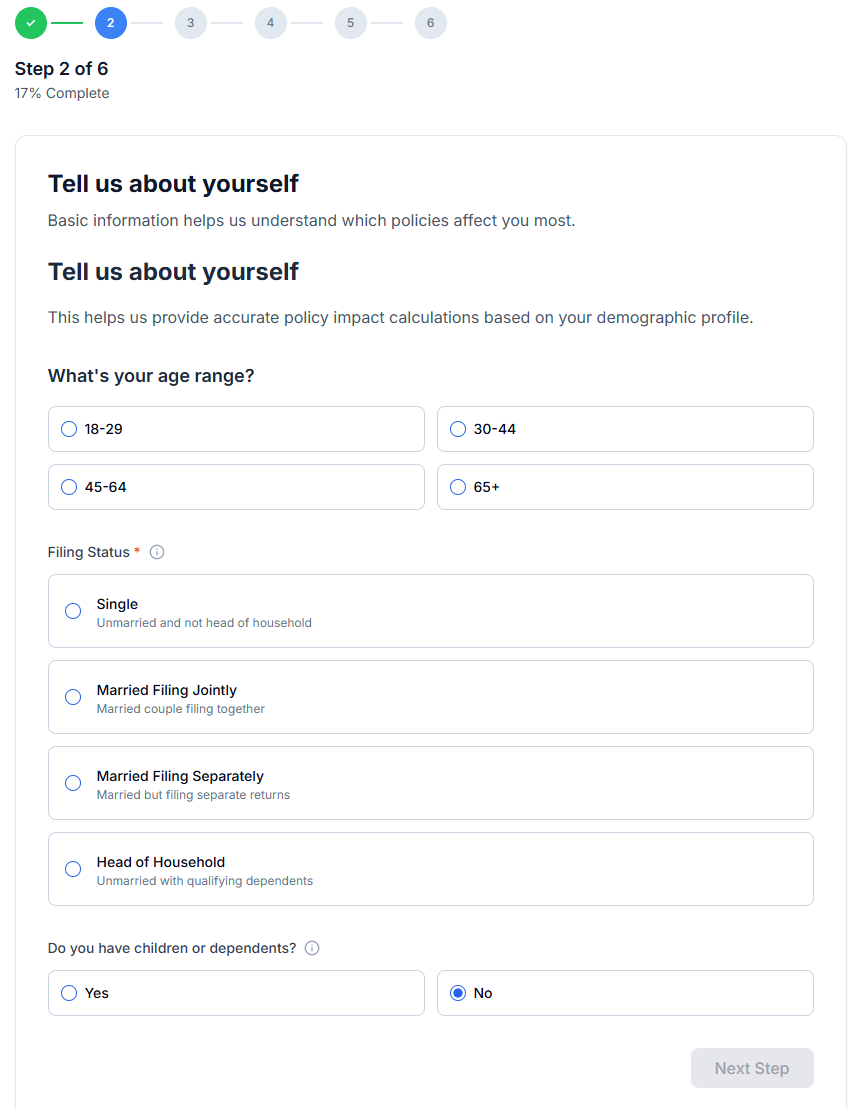 2 3 4 5 6
Step 2 of 6
17% Complete
Tell us about yourself
Basic information helps us understand which policies affect you most.
Tell us about yourself
This helps us provide accurate policy impact calculations based on your demographic profile.
What's your age range?
18-29 30-44
45-64 65+
Filing Status *
Single
Unmarried and not head of household
Married Filing Jointly
Married couple filing together
Married Filing Separately
Married but filing separate returns
Head of Household
Unmarried with qualifying dependents
Do you have children or dependents?
Yes No
Next Step